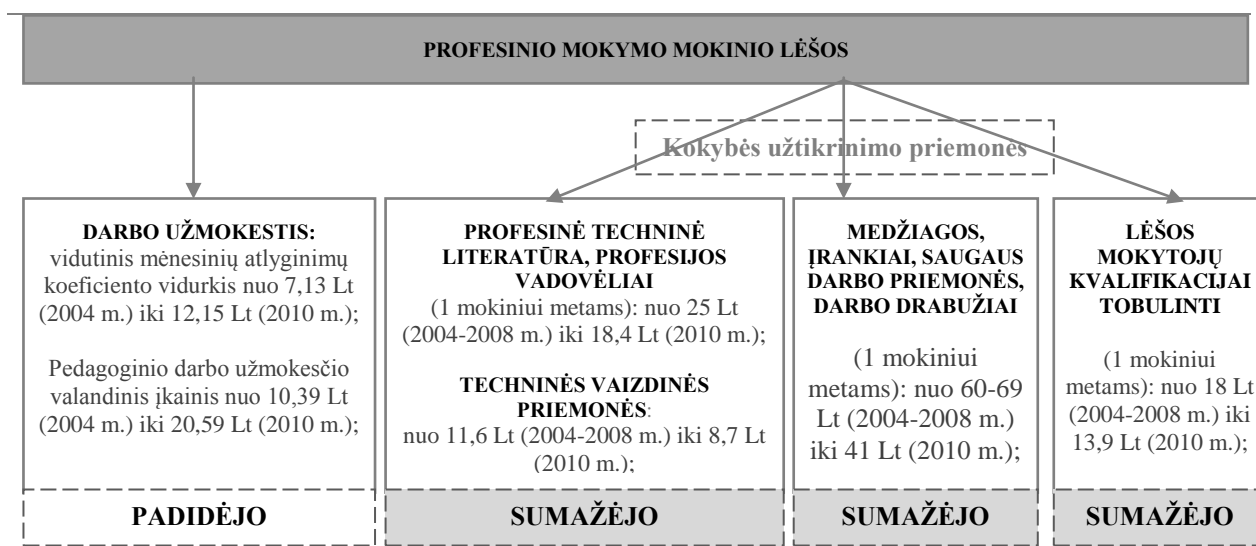 PROFESINIO MOKYMO MOKINIO LĖŠOS
Kokybės užtikrinimo priemonės
DARBO UŽMOKESTIS:
vidutinis mėnesinių atlyginimų
koeficiento vidurkis nuo 7,13 Lt
(2004 m.) iki 12,15 Lt (2010 m.);
Pedagoginio darbo užmokesčio
valandinis įkainis nuo 10,39 Lt
(2004 m.) iki 20,59 Lt (2010 m.);
PADIDĖJO
PROFESINĖ TECHNINĖ
LITERATŪRA, PROFESIJOS
VADOVĖLIAI
(1 mokiniui metams): nuo 25 Lt
(2004-2008 m.) iki 18,4 Lt (2010 m.);
TECHNINĖS VAIZDINĖS
PRIEMONĖS:
nuo 11,6 Lt (2004-2008 m.) iki 8,7 Lt
(2010 m.);
SUMAŽĖJO
MEDŽIAGOS,
ĮRANKIAI, SAUGAUS
DARBO PRIEMONĖS,
DARBO DRABUŽIAI
(1 mokiniui
metams): nuo 60-69
Lt (2004-2008 m.)
iki 41 Lt (2010 m.);
SUMAŽĖJO
LĖŠOS
MOKYTOJŲ
KVALIFIKACIJAI
TOBULINTI
(1 mokiniui
metams): nuo 18 Lt
(2004-2008 m.) iki
13,9 Lt (2010 m.);
SUMAŽĖJO